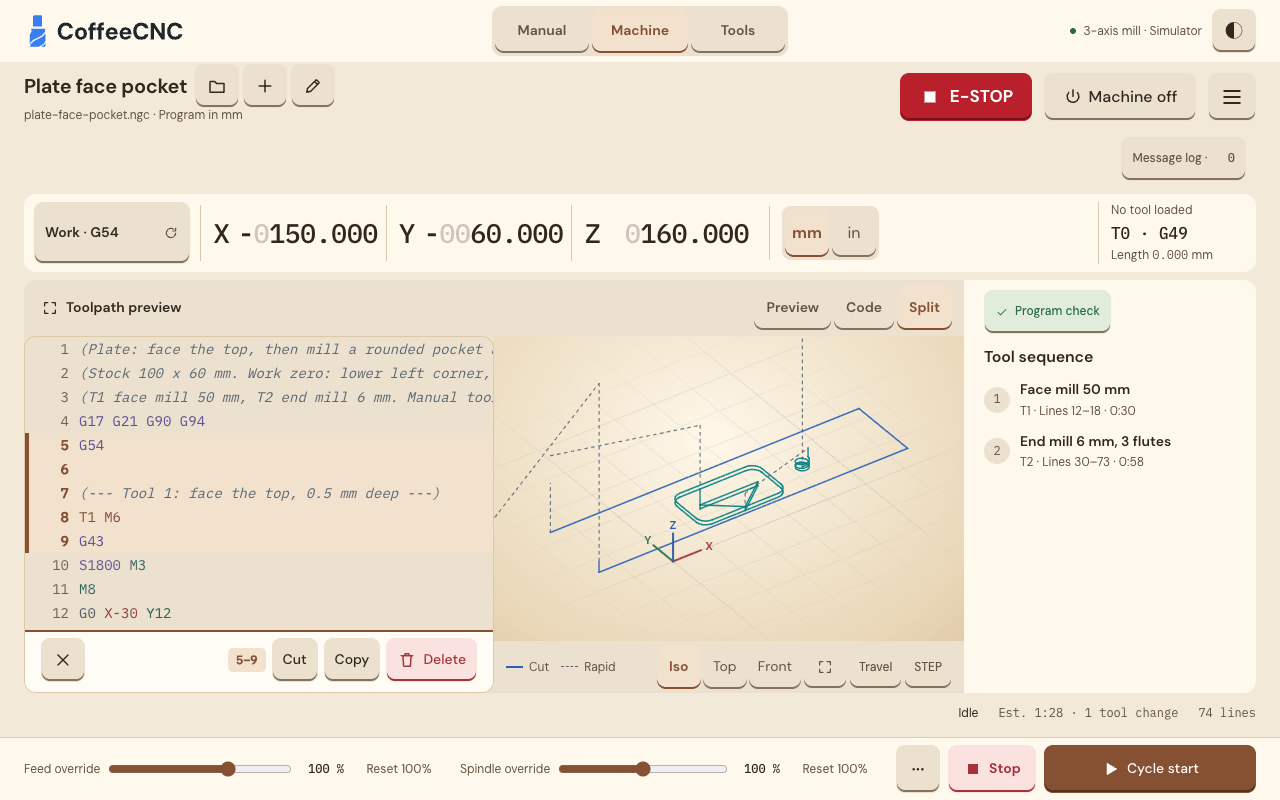 CoffeeCNC
Manual
Machine
Tools
3-axis mill · Simulator
Plate face pocket
plate-face-pocket.ngc · Program in mm
E-STOP
Machine off
Message log · 0
Work · G54
X -0150.000
Y -0060.000
Z 0160.000
mm
in
No tool loaded
T0 · G49
Length 0.000 mm
Toolpath preview
Preview
Code
Split
1 (Plate: face the top, then mill a rounded pocket
2 (Stock 100 x 60 mm. Work zero: lower left corner,
3 (T1 face mill 50 mm, T2 end mill 6 mm. Manual
4 G17 G21 G90 G94
5 G54
6
7 (--- Tool 1: face the top, 0.5 mm deep ---)
8 T1 M6
9 G43
10 S1800 M3
11 M8
12 G0 X-30 Y12
5–9
Cut
Copy
Delete
Z
Y
X
Cut
Rapid
Iso
Top
Front
Travel
STEP
Program check
Tool sequence
1
Face mill 50 mm
T1 · Lines 12–18 · 0:30
2
End mill 6 mm, 3 flutes
T2 · Lines 30–73 · 0:58
Idle
Est. 1:28 · 1 tool change
74 lines
Feed override
100 %
Reset 100%
Spindle override
100 %
Reset 100%
...
Stop
Cycle start